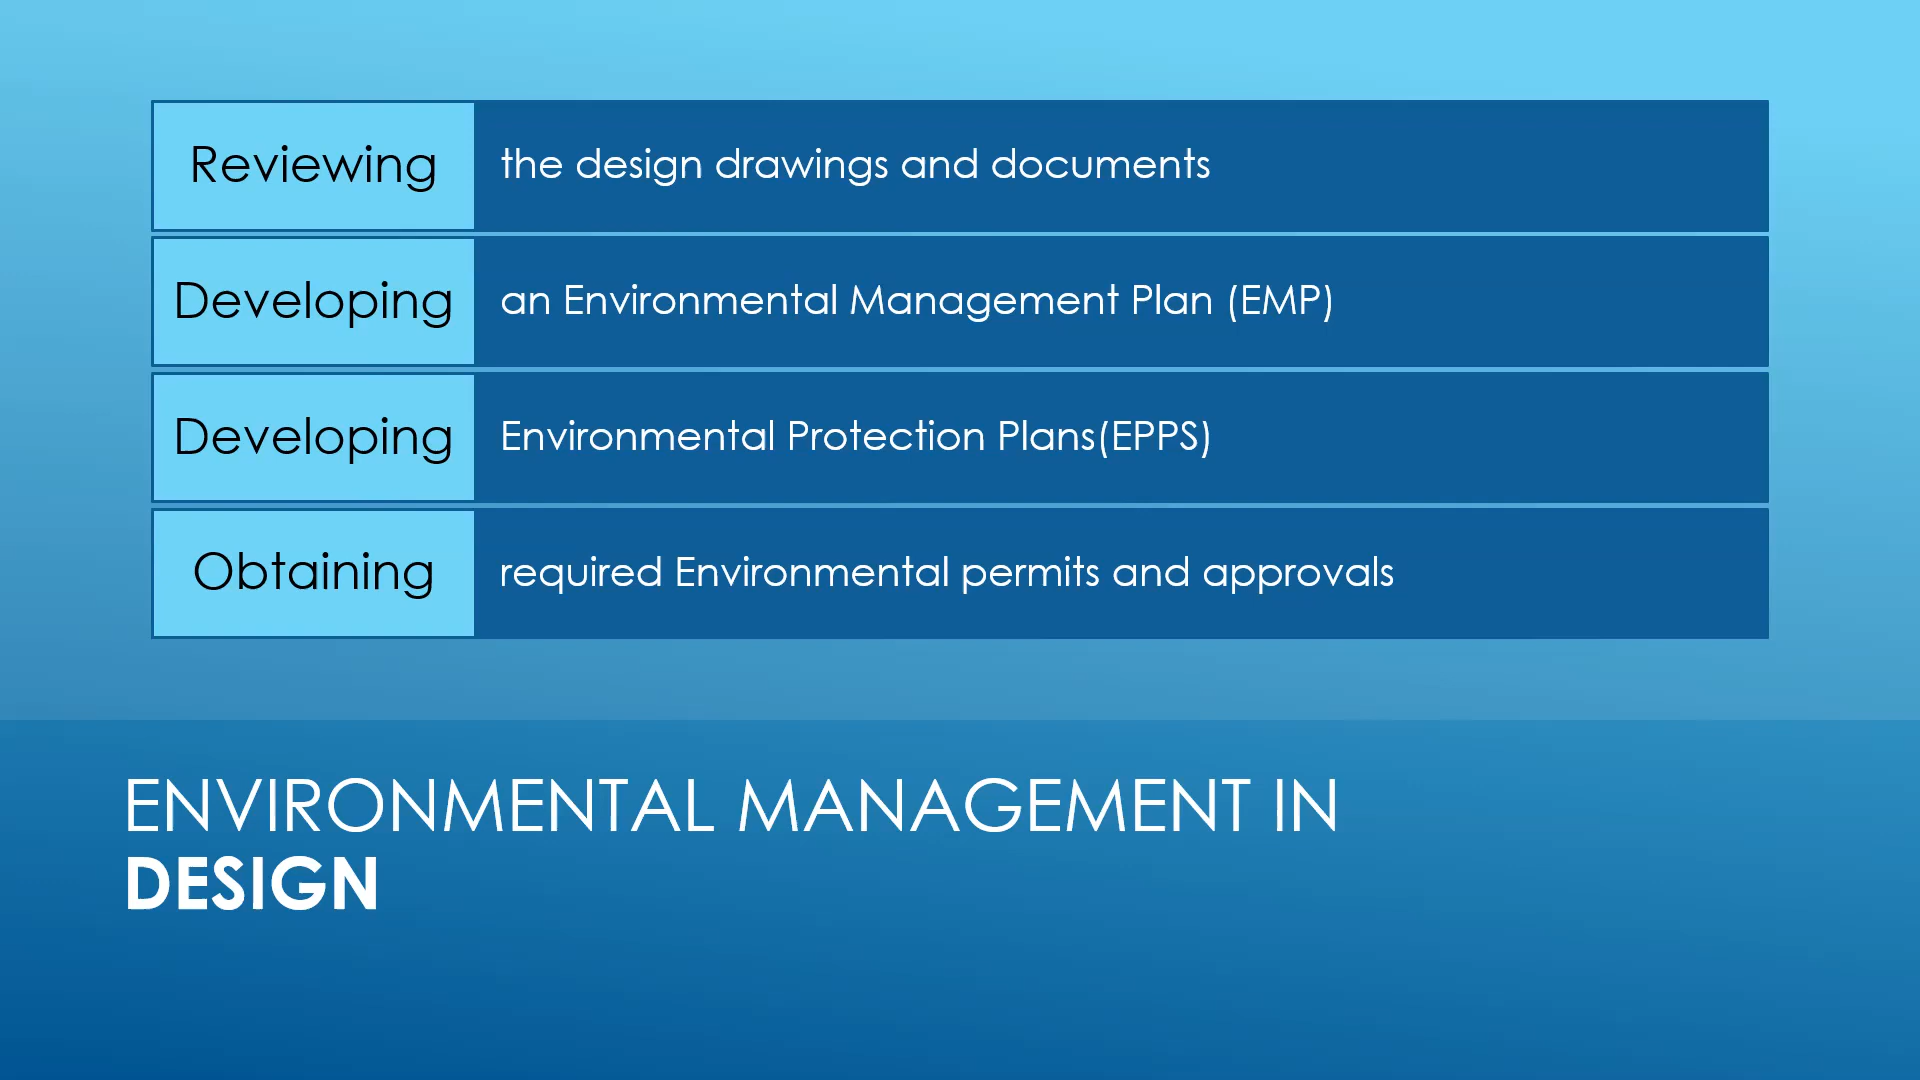 Reviewing the design drawings and documents
Developing an Environmental Management Plan (EMP)
Developing Environmental Protection Plans(EPPS)
Obtaining required Environmental permits and approvals
ENVIRONMENTAL MANAGEMENT IN
DESIGN